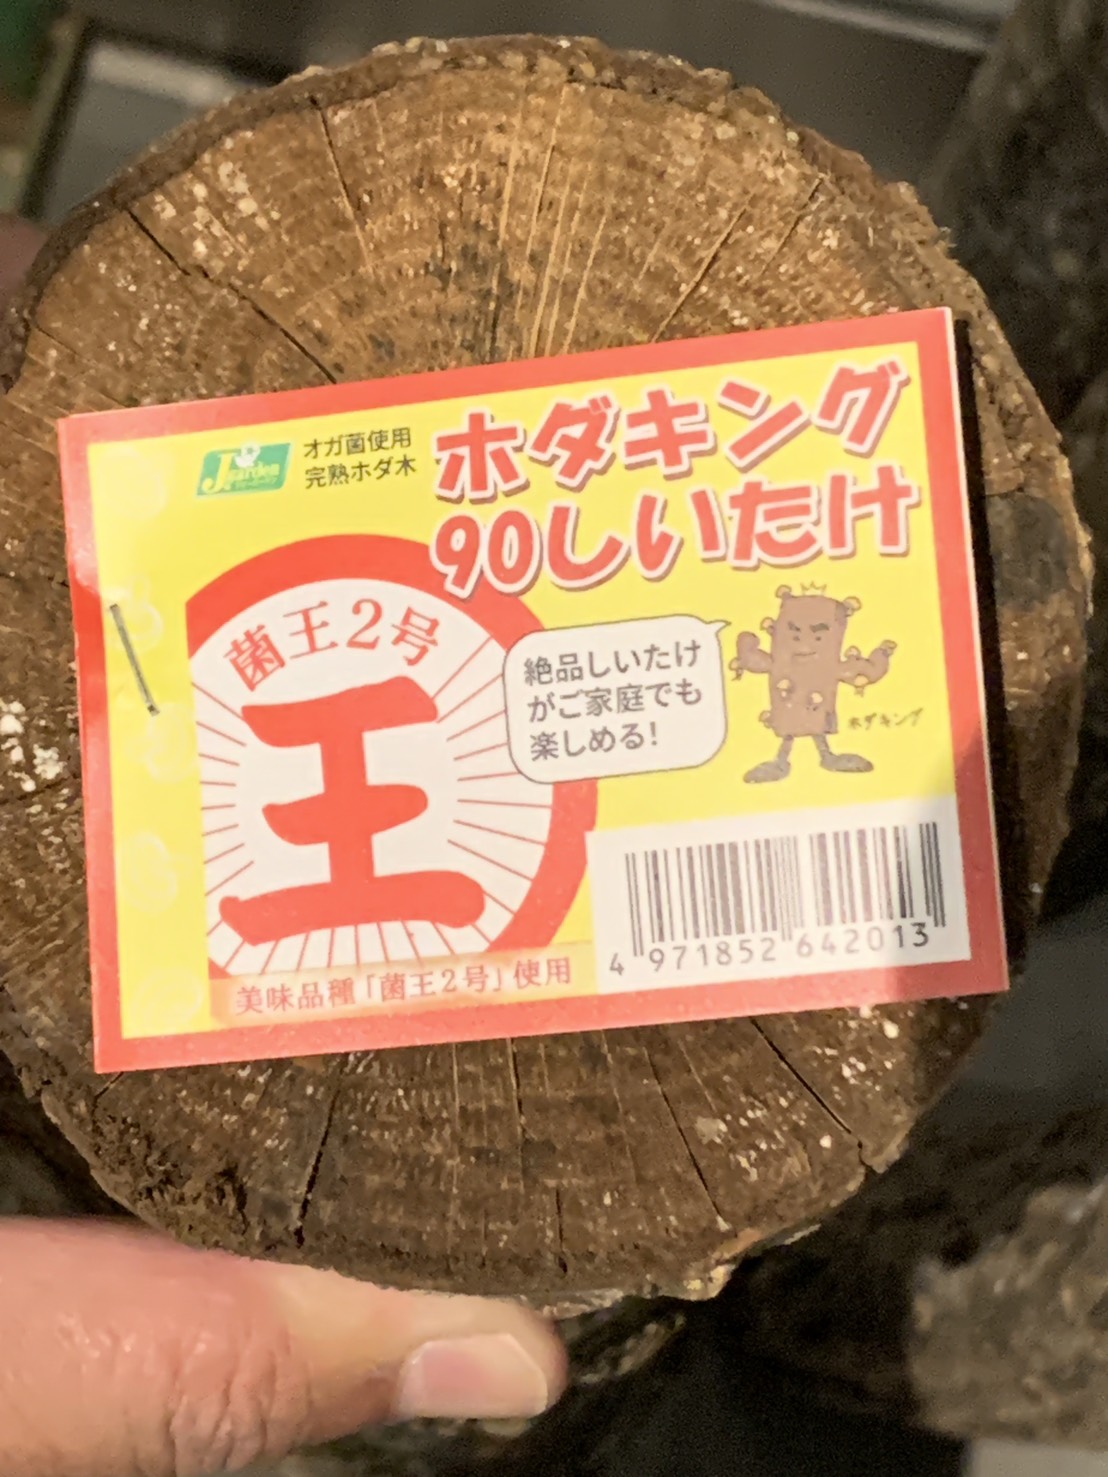 Jgarden
オガ菌使用
完熟ホダ木
ホダキング
90しいたけ
菌王2号
王
絶品しいたけ
がご家庭でも
楽しめる!
ホダキング
4 971852 642013
美味品種「菌王2号」使用